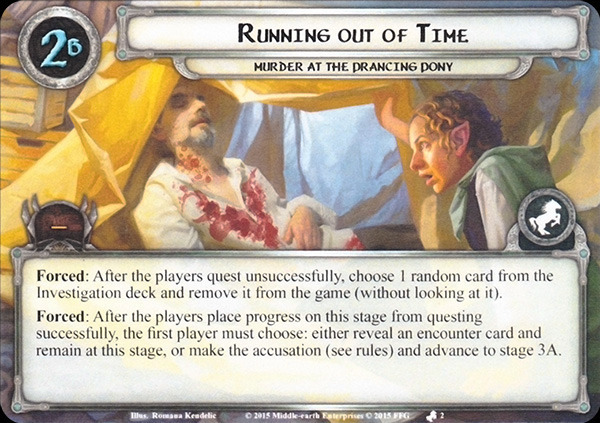 2B
Running out of Time
Murder at the Prancing Pony
–
Forced: After the players quest unsuccessfully, choose 1 random card from the
Investigation deck and remove it from the game (without looking at it).
Forced: After the players place progress on this stage from questing
successfully, the first player must choose: either reveal an encounter card and
remain at this stage, or make the accusation (see rules) and advance to stage 3A.
Illus. Romana Kendelic © 2015 Middle-earth Enterprises © 2015 FFG 2